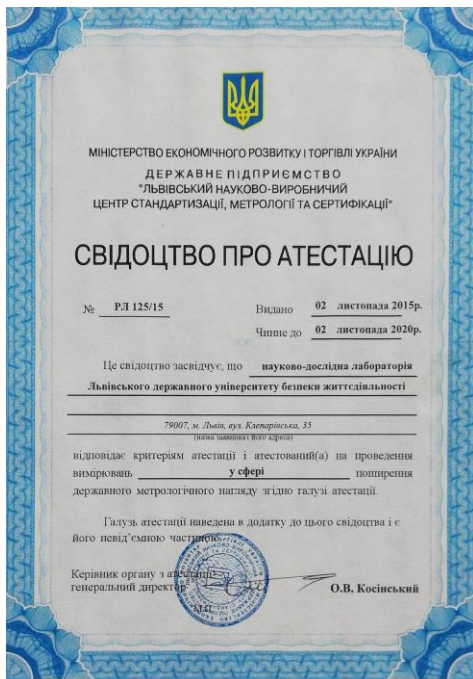 МІНІСТЕРСТВО ЕКОНОМІЧНОГО РОЗВИТКУ І ТОРГІВЛІ УКРАЇНИ
ДЕРЖАВНЕ ПІДПРИЄМСТВО
"ЛЬВІВСЬКИЙ НАУКОВО-ВИРОБНИЧИЙ
ЦЕНТР СТАНДАРТИЗАЦІЇ, МЕТРОЛОГІЇ ТА СЕРТИФІКАЦІЇ"
СВІДОЦТВО ПРО АТЕСТАЦІЮ
№ РЛ 125/15 Видано 02 листопада 2015р.
Чинне до 02 листопада 2020р.
Це свідоцтво засвідчує, що науково-дослідна лабораторія
Львівського державного університету безпеки життєдіяльності
79007, м. Львів, вул. Клепарівська, 35
(назва заявника і його адреса)
відповідає критеріям атестації і атестований(а) на проведення
вимірювань у сфері поширення
державного метрологічного нагляду згідно галузі атестації.
Галузь атестації наведена в додатку до цього свідоцтва і є
його невід'ємною частиною.
Керівник органу з атестації
генеральний директор О.В. Косінський
М.П.